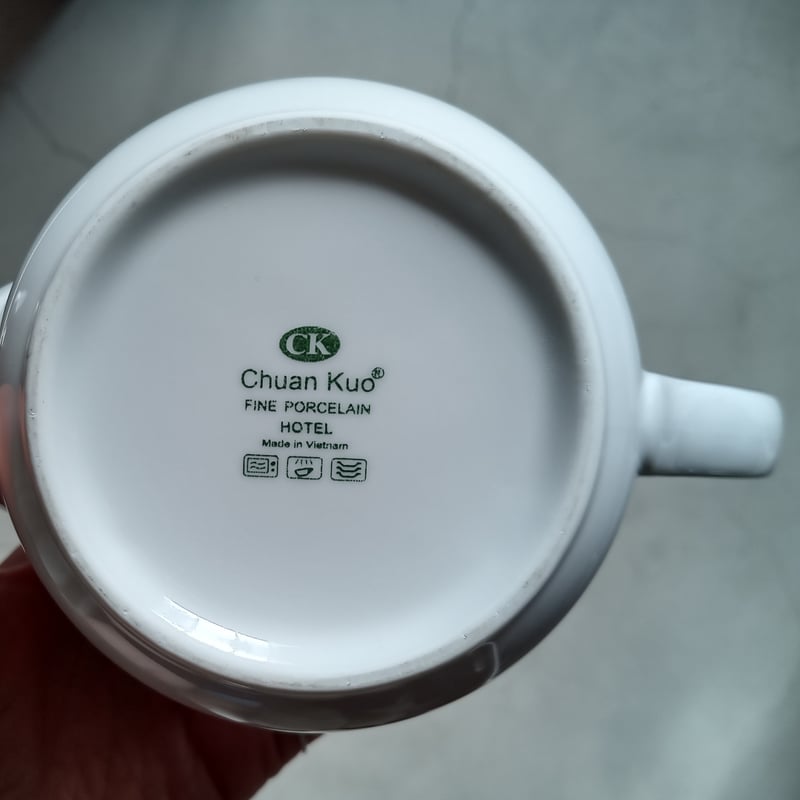 CK
Chuan Kuo®
FINE PORCELAIN
HOTEL
Made in Vietnam